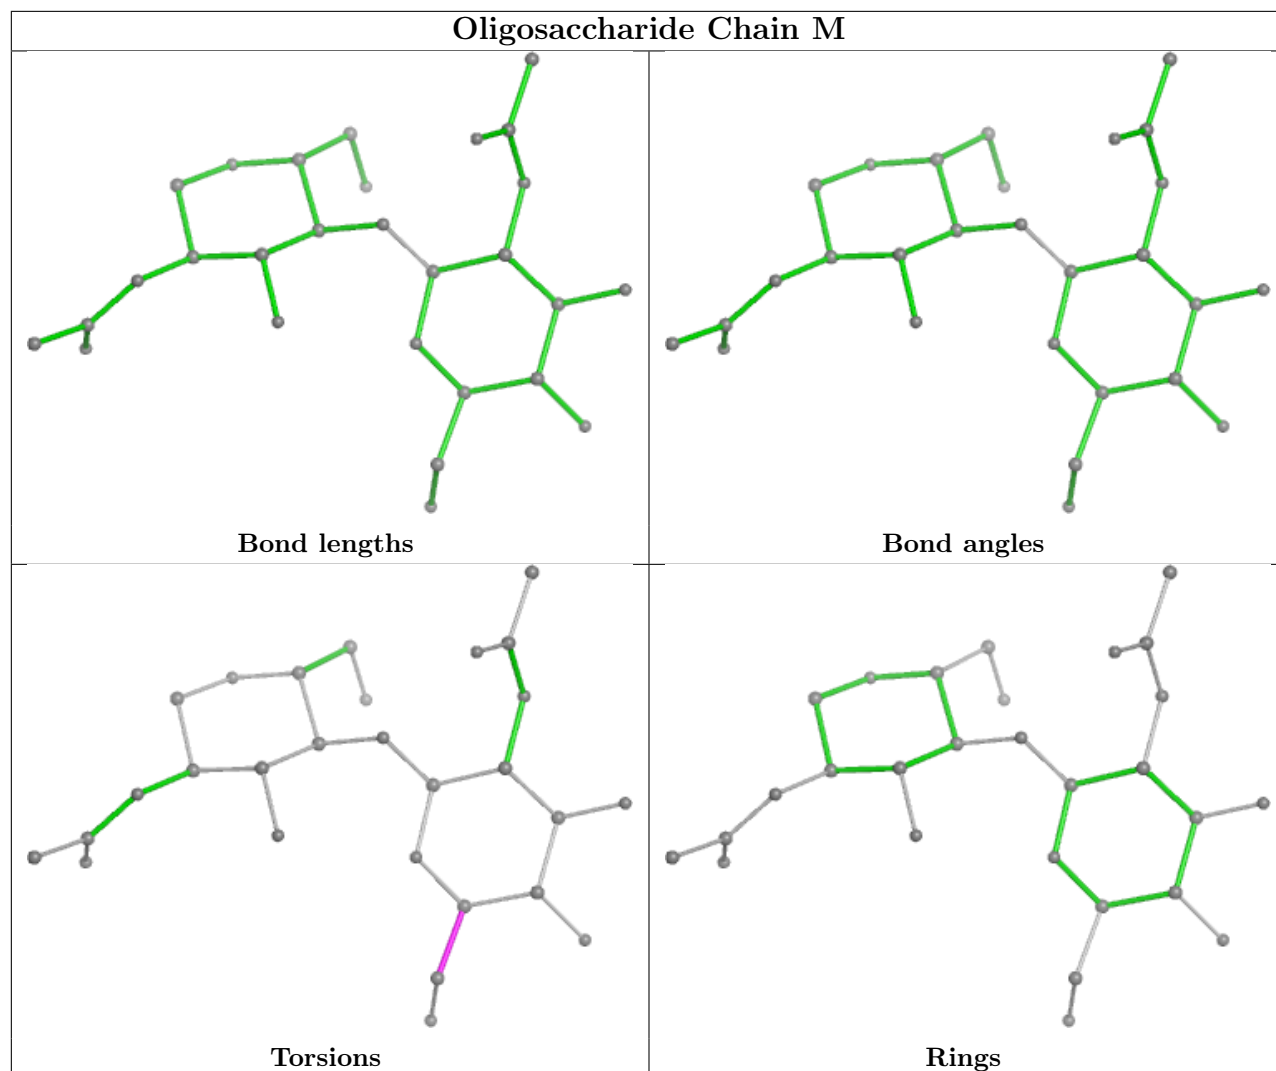 Oligosaccharide Chain M
Bond lengths
Bond angles
Torsions
Rings